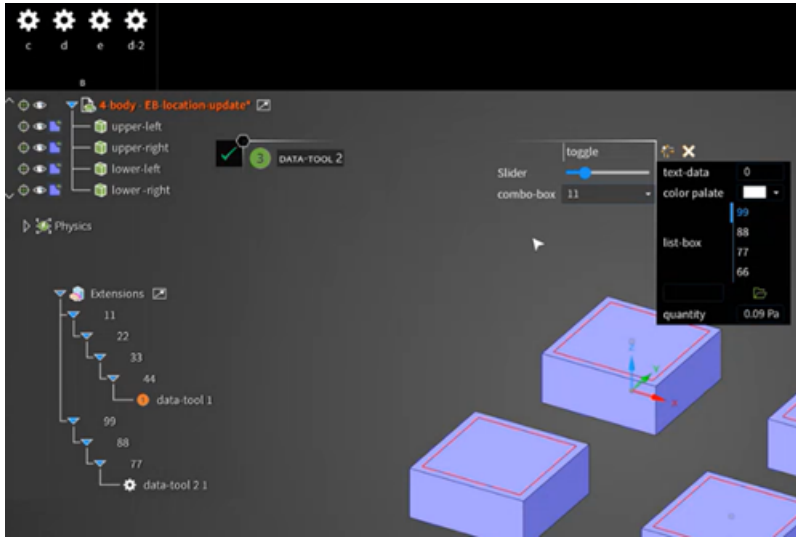 c d e d-2
B
4-body - EB-location-update*
upper-left
upper-right
lower-left
lower -right
Physics
3 DATA-TOOL 2
toggle
Slider
combo-box 11
text-data 0
color palate
99
88
list-box
77
66
quantity 0.09 Pa
Extensions
11
22
33
44
data-tool 1
99
88
77
data-tool 2 1
Z
Y
X